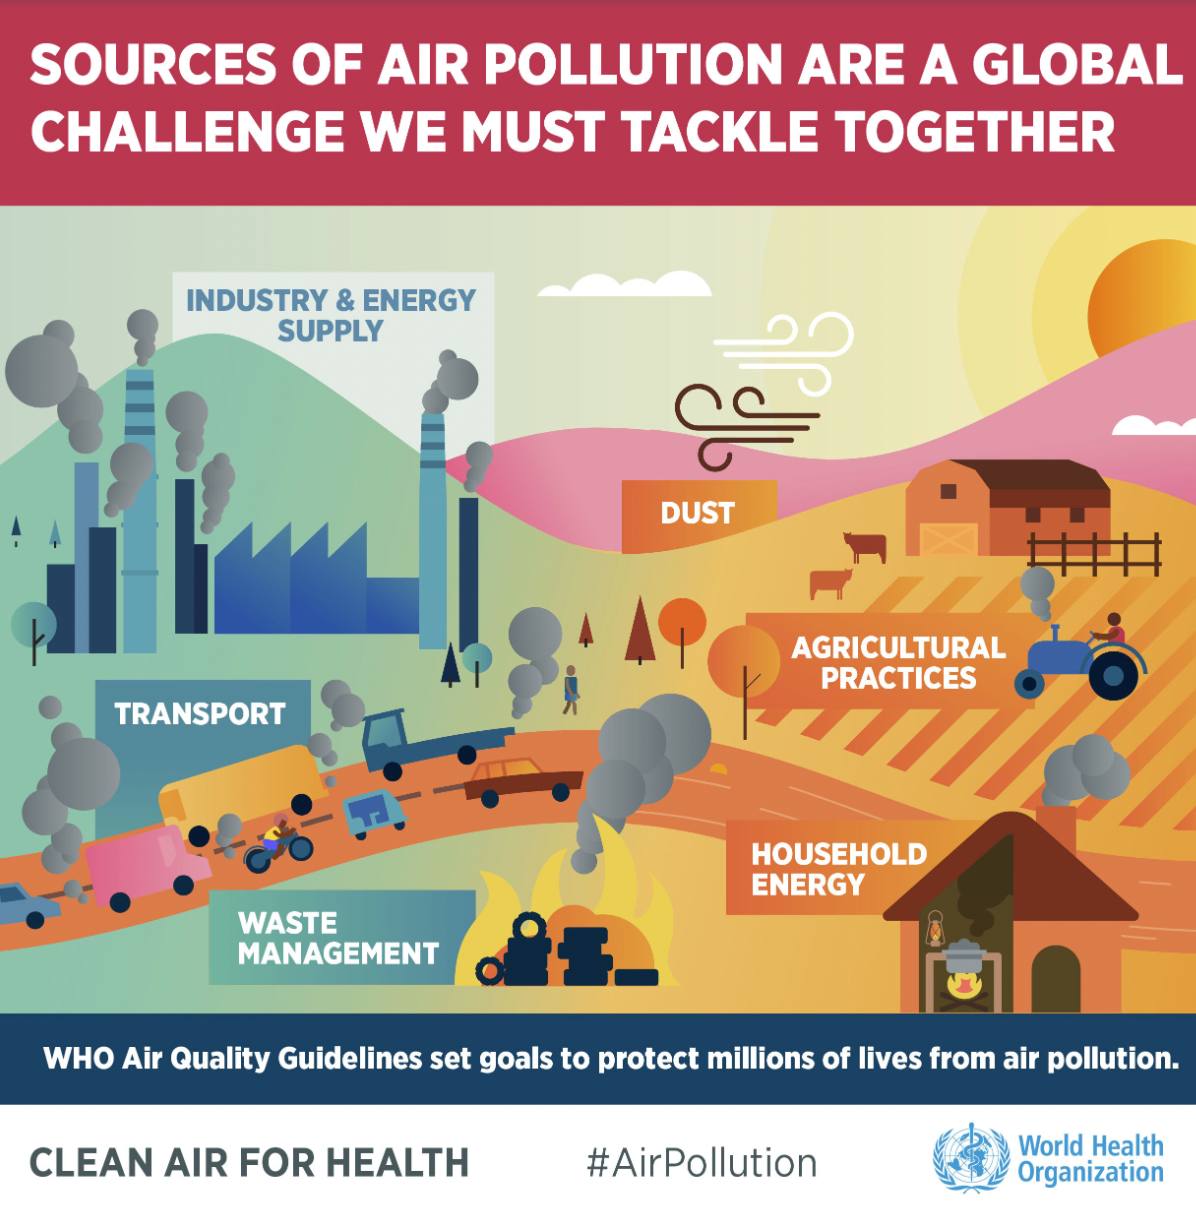 SOURCES OF AIR POLLUTION ARE A GLOBAL
CHALLENGE WE MUST TACKLE TOGETHER
INDUSTRY & ENERGY
SUPPLY
DUST
AGRICULTURAL
PRACTICES
TRANSPORT
HOUSEHOLD
ENERGY
WASTE
MANAGEMENT
WHO Air Quality Guidelines set goals to protect millions of lives from air pollution.
CLEAN AIR FOR HEALTH
#AirPollution
World Health
Organization